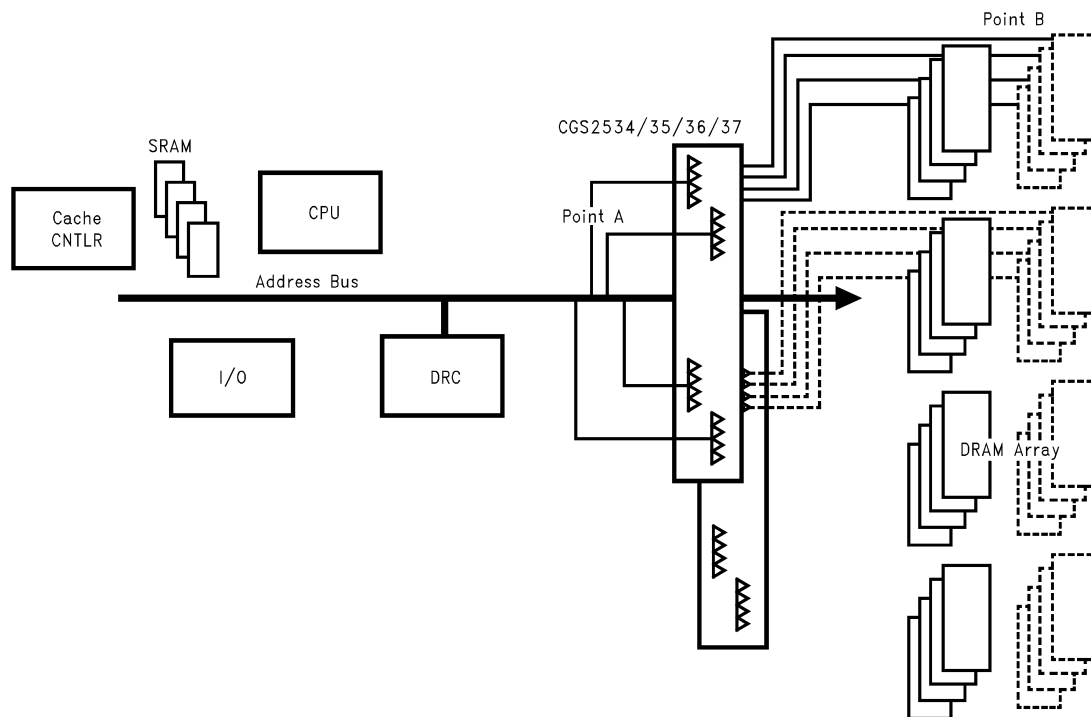 Point B
CGS2534/35/36/37
SRAM
Cache
CNTLR
CPU
Point A
Address Bus
I/O
DRC
DRAM Array